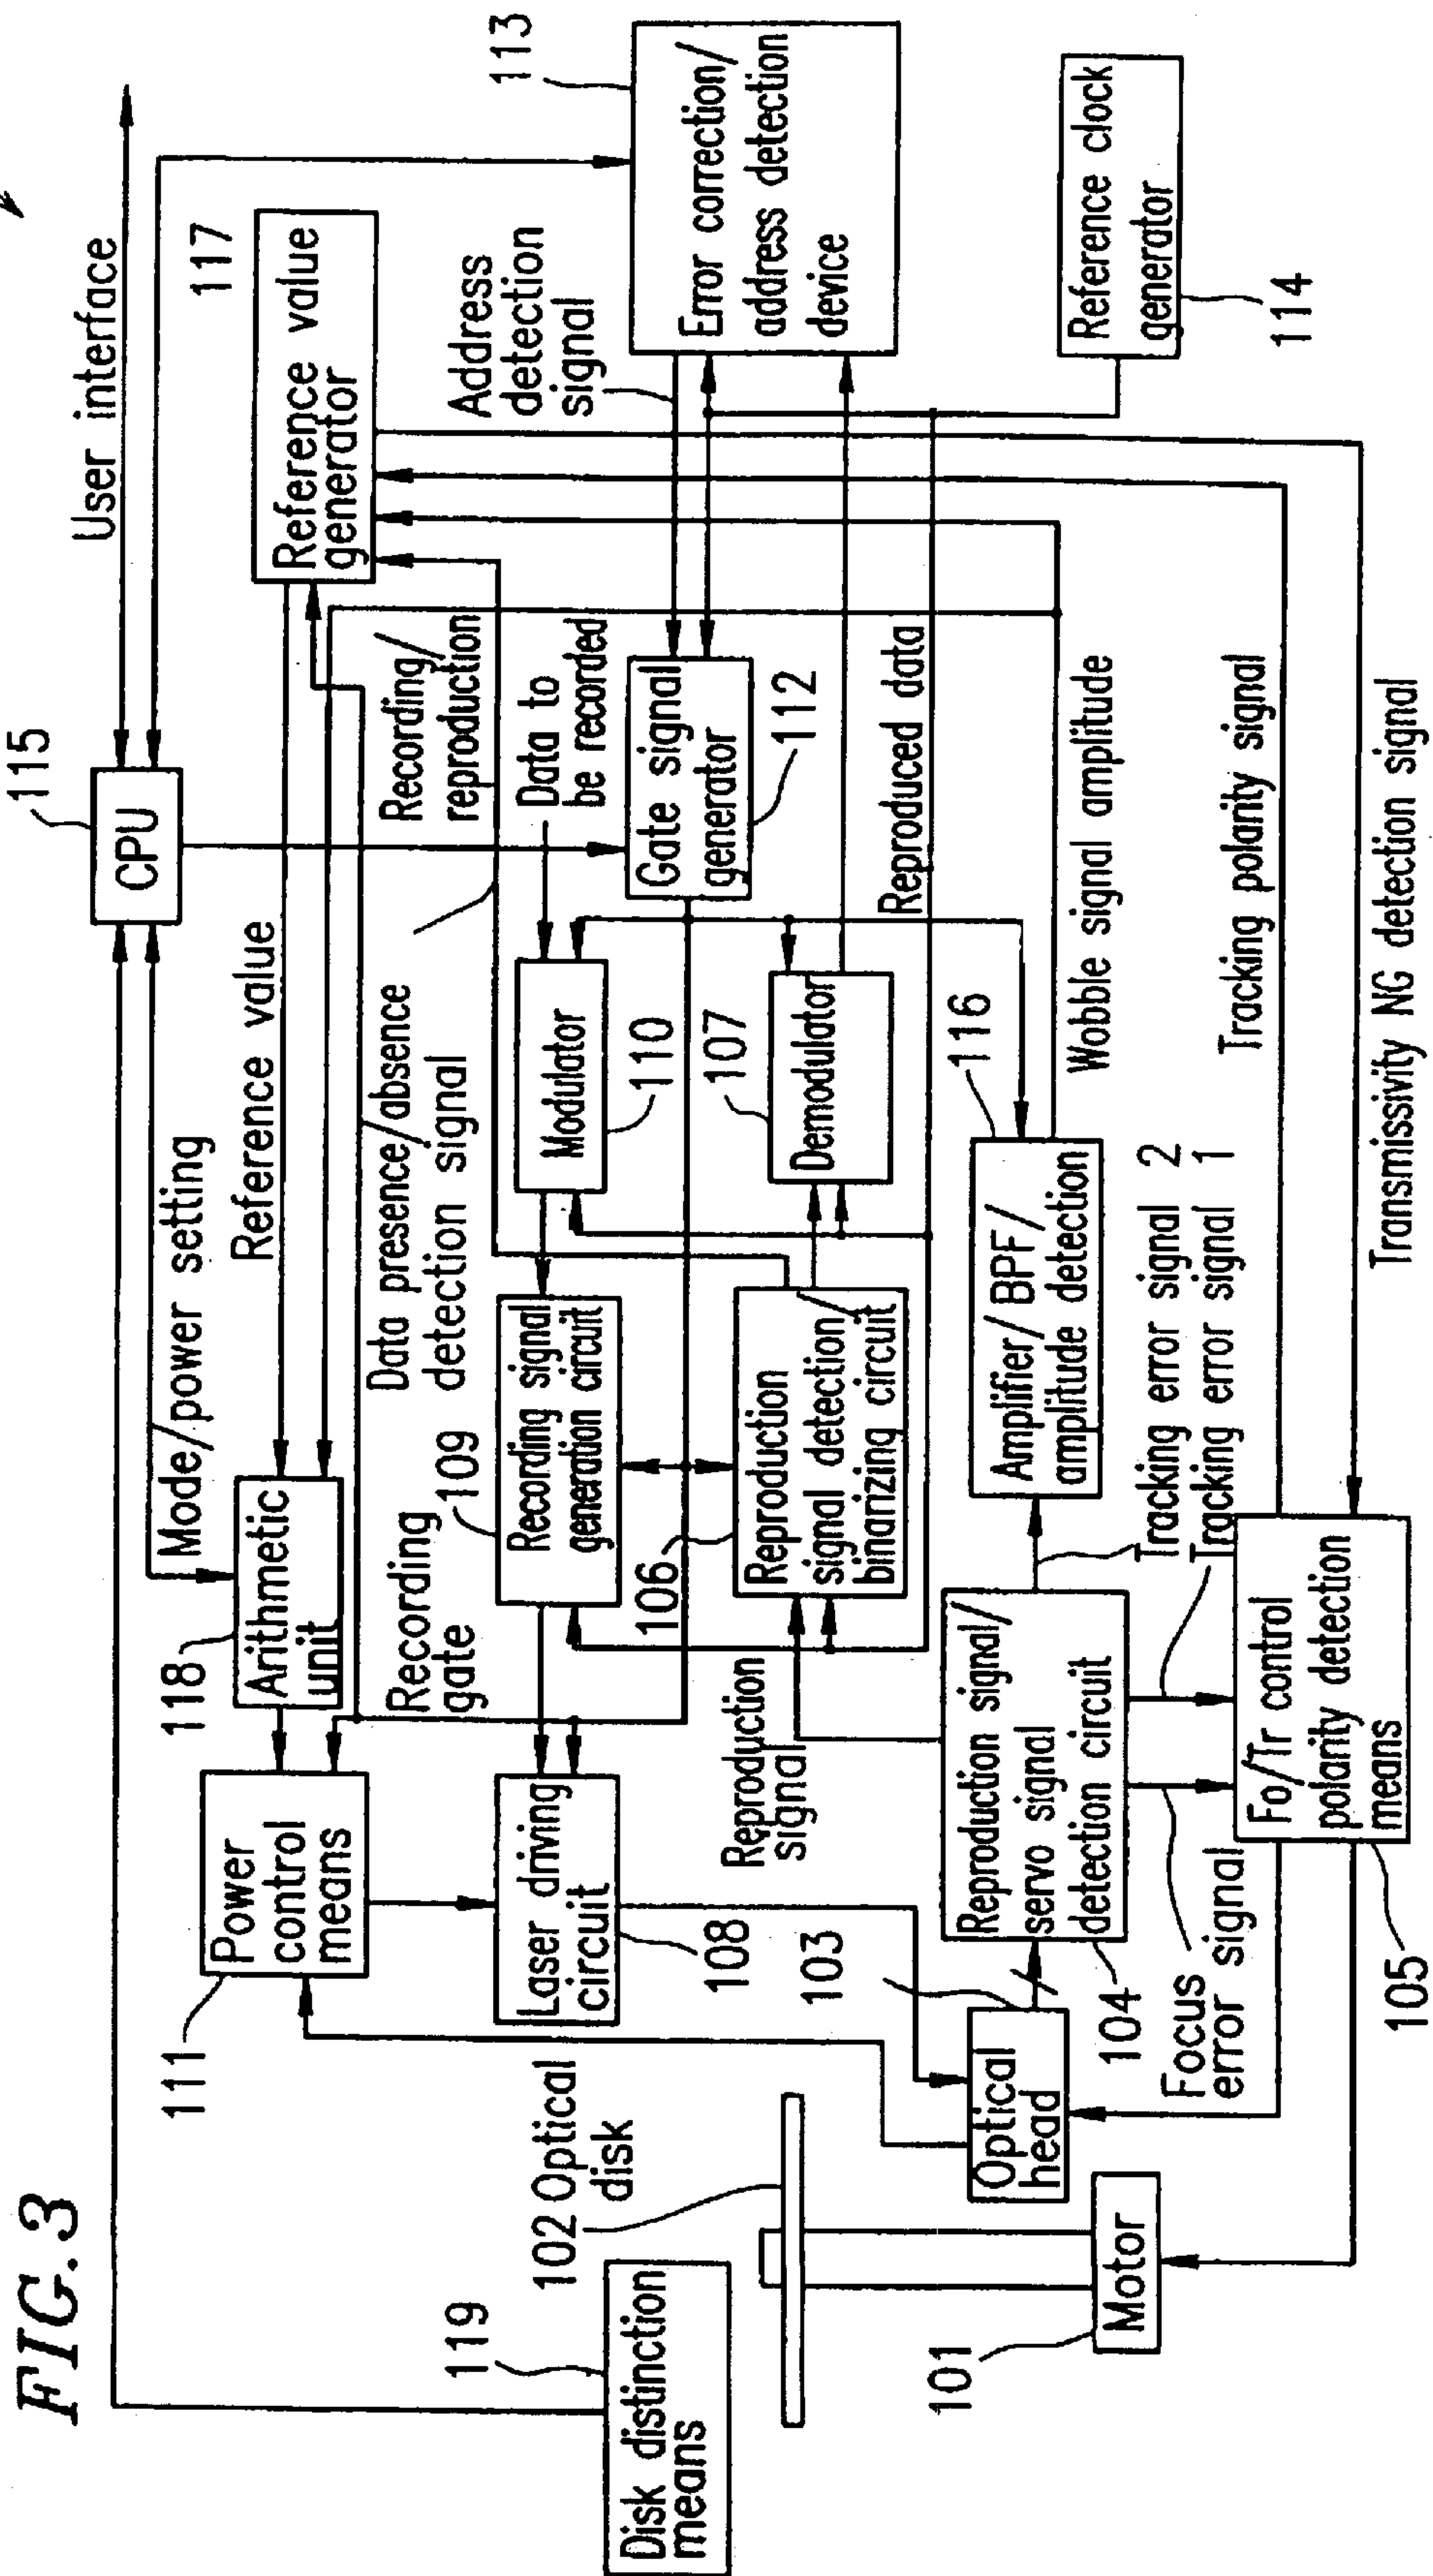 FIG.3
User interface
115
CPU
117
Reference value
generator
113
Error correction/
address detection
device
Address
detection
signal
Reference clock
generator
114
Mode/power setting
Reference value
118
Arithmetic
unit
111
Power
control
means
Data presence/absence
detection signal
Recording/
reproduction
Data to
be recorded
Gate signal
generator
112
Modulator
110
Recording
gate
109
Recording signal
generation circuit
Laser driving
circuit
108
Reproduced data
107
Demodulator
106
Reproduction
signal detection/
binarizing circuit
Reproduction
signal
116
Amplifier/BPF/
amplitude detection
Wobble signal amplitude
Tracking polarity signal
Transmissivity NG detection signal
Tracking error signal 2
Tracking error signal 1
Reproduction signal/
servo signal
detection circuit
104
103
Optical
head
Focus
error signal
Fo/Tr control
polarity detection
means
105
102 Optical
disk
119
Disk distinction
means
101
Motor